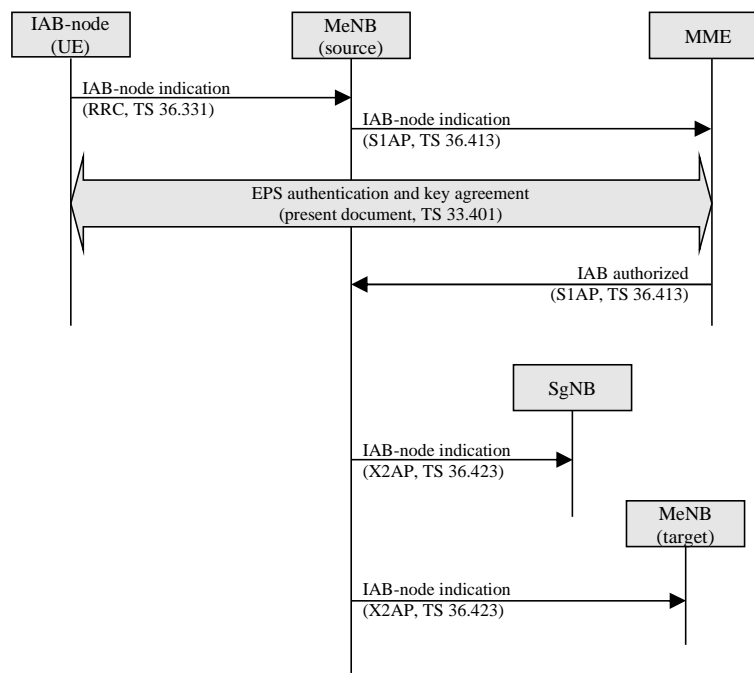 IAB-node
(UE)
MeNB
(source)
MME
IAB-node indication
(RRC, TS 36.331)
IAB-node indication
(S1AP, TS 36.413)
EPS authentication and key agreement
(present document, TS 33.401)
IAB authorized
(S1AP, TS 36.413)
SgNB
IAB-node indication
(X2AP, TS 36.423)
MeNB
(target)
IAB-node indication
(X2AP, TS 36.423)